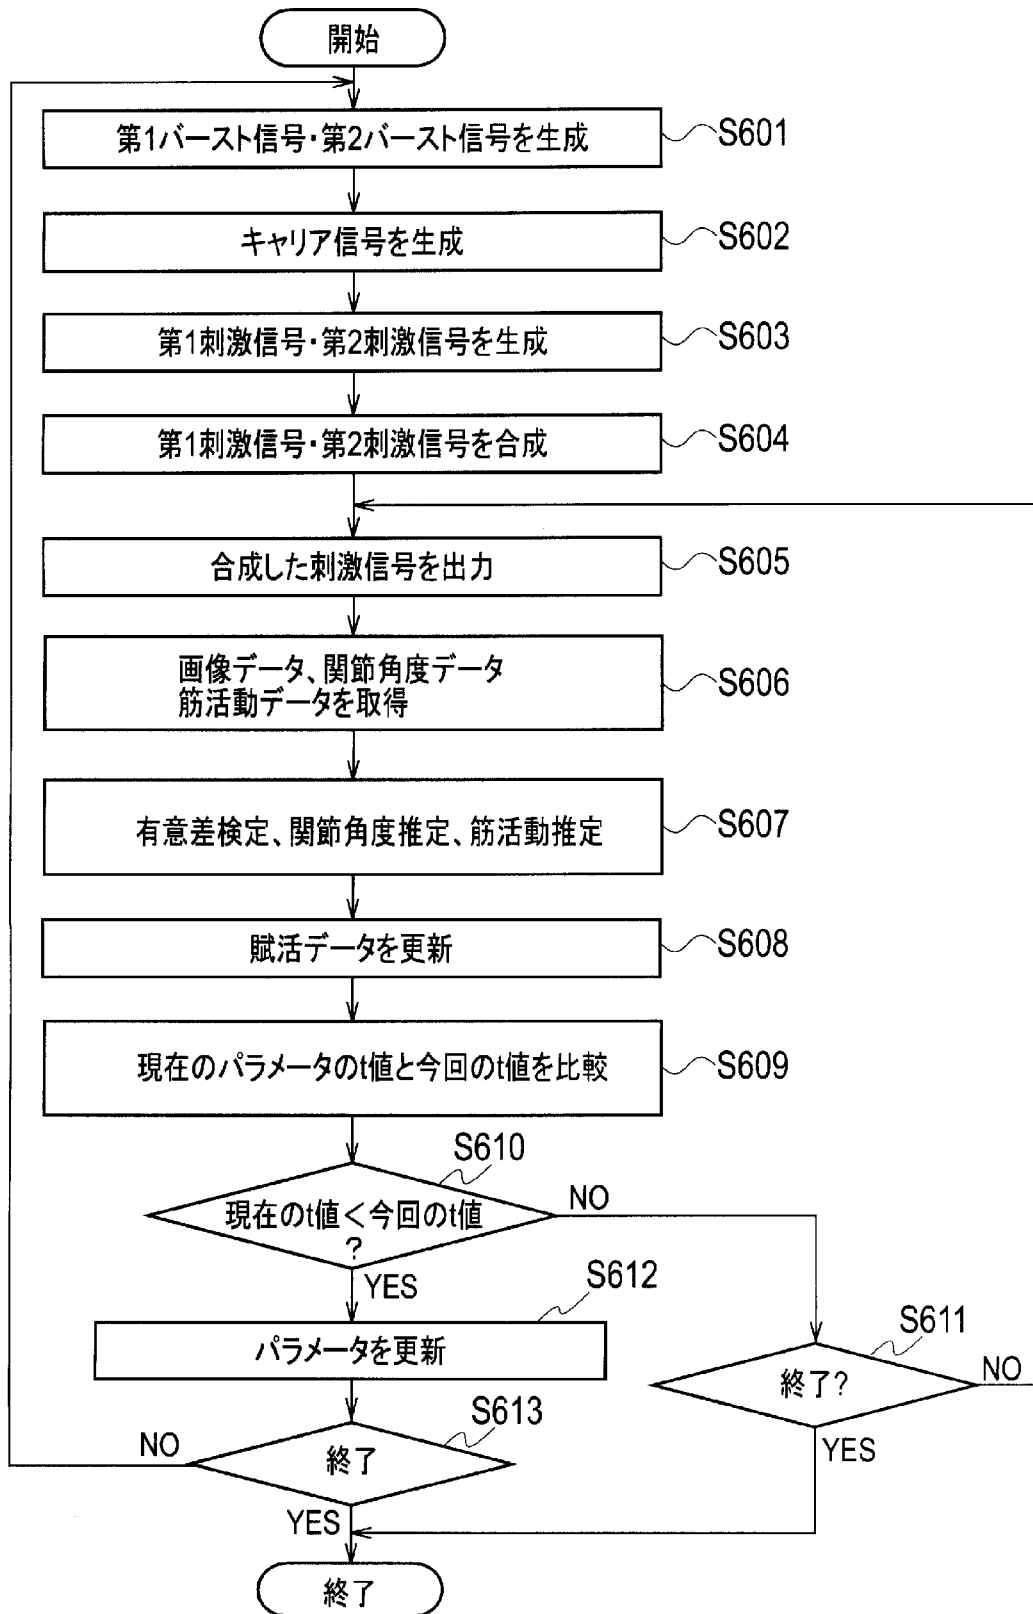 開始
第1バースト信号・第2バースト信号を生成
S601
キャリア信号を生成
S602
第1刺激信号・第2刺激信号を生成
S603
第1刺激信号・第2刺激信号を合成
S604
合成した刺激信号を出力
S605
画像データ、関節角度データ
筋活動データを取得
S606
有意差検定、関節角度推定、筋活動推定
S607
賦活データを更新
S608
現在のパラメータのt値と今回のt値を比較
S609
S610
現在のt値<今回のt値
?
NO
YES
S612
パラメータを更新
S611
終了?
NO
YES
S613
終了
NO
YES
終了